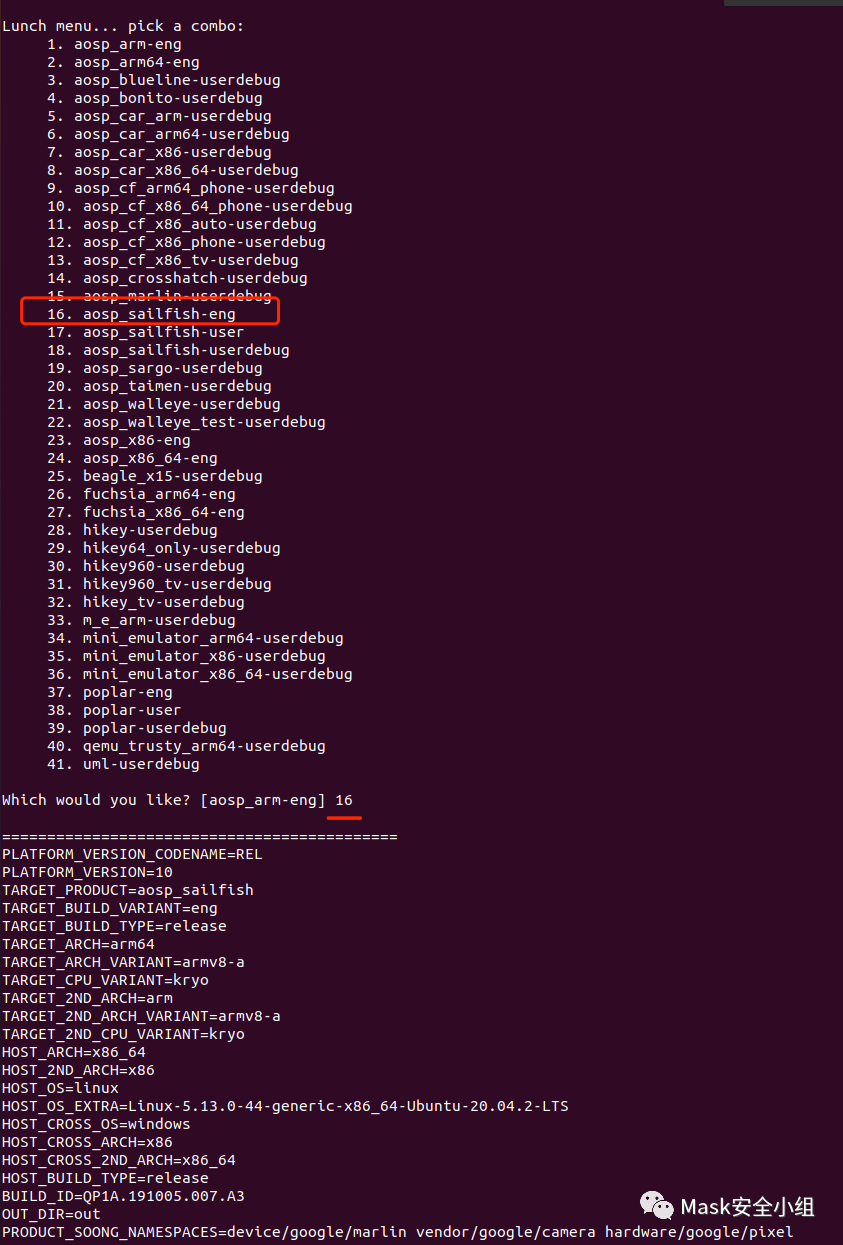 Lunch menu... pick a combo:
1. aosp_arm-eng
2. aosp_arm64-eng
3. aosp_blueline-userdebug
4. aosp_bonito-userdebug
5. aosp_car_arm-userdebug
6. aosp_car_arm64-userdebug
7. aosp_car_x86-userdebug
8. aosp_car_x86_64-userdebug
9. aosp_cf_arm64_phone-userdebug
10. aosp_cf_x86_64_phone-userdebug
11. aosp_cf_x86_auto-userdebug
12. aosp_cf_x86_phone-userdebug
13. aosp_cf_x86_tv-userdebug
14. aosp_crosshatch-userdebug
15. aosp_marlin-userdebug
16. aosp_sailfish-eng
17. aosp_sailfish-user
18. aosp_sailfish-userdebug
19. aosp_sargo-userdebug
20. aosp_taimen-userdebug
21. aosp_walleye-userdebug
22. aosp_walleye_test-userdebug
23. aosp_x86-eng
24. aosp_x86_64-eng
25. beagle_x15-userdebug
26. fuchsia_arm64-eng
27. fuchsia_x86_64-eng
28. hikey-userdebug
29. hikey64_only-userdebug
30. hikey960-userdebug
31. hikey960_tv-userdebug
32. hikey_tv-userdebug
33. m_e_arm-userdebug
34. mini_emulator_arm64-userdebug
35. mini_emulator_x86-userdebug
36. mini_emulator_x86_64-userdebug
37. poplar-eng
38. poplar-user
39. poplar-userdebug
40. qemu_trusty_arm64-userdebug
41. uml-userdebug
Which would you like? [aosp_arm-eng] 16
============================================
PLATFORM_VERSION_CODENAME=REL
PLATFORM_VERSION=10
TARGET_PRODUCT=aosp_sailfish
TARGET_BUILD_VARIANT=eng
TARGET_BUILD_TYPE=release
TARGET_ARCH=arm64
TARGET_ARCH_VARIANT=armv8-a
TARGET_CPU_VARIANT=kryo
TARGET_2ND_ARCH=arm
TARGET_2ND_ARCH_VARIANT=armv8-a
TARGET_2ND_CPU_VARIANT=kryo
HOST_ARCH=x86_64
HOST_2ND_ARCH=x86
HOST_OS=linux
HOST_OS_EXTRA=Linux-5.13.0-44-generic-x86_64-Ubuntu-20.04.2-LTS
HOST_CROSS_OS=windows
HOST_CROSS_ARCH=x86
HOST_CROSS_2ND_ARCH=x86_64
HOST_BUILD_TYPE=release
BUILD_ID=QP1A.191005.007.A3
OUT_DIR=out
PRODUCT_SOONG_NAMESPACES=device/google/marlin vendor/google/camera hardware/google/pixel
Mask安全小组